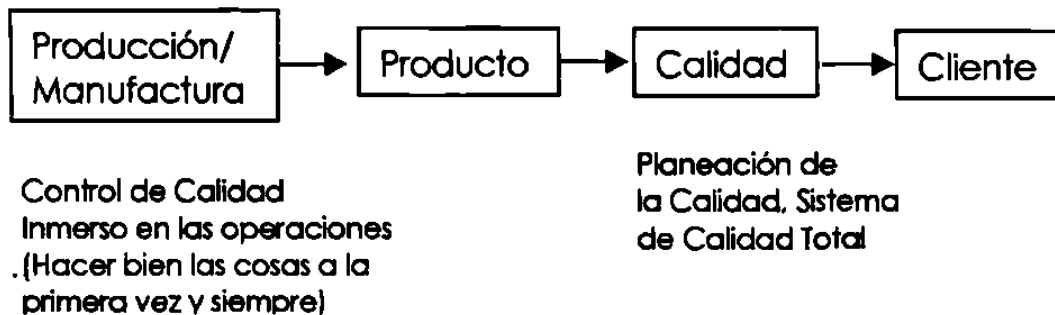 Producción/
Manufactura
Producto
Calidad
Cliente
Control de Calidad
Inmerso en las operaciones
.(Hacer bien las cosas a la
primera vez y siempre)
Planeación de
la Calidad, Sistema
de Calidad Total